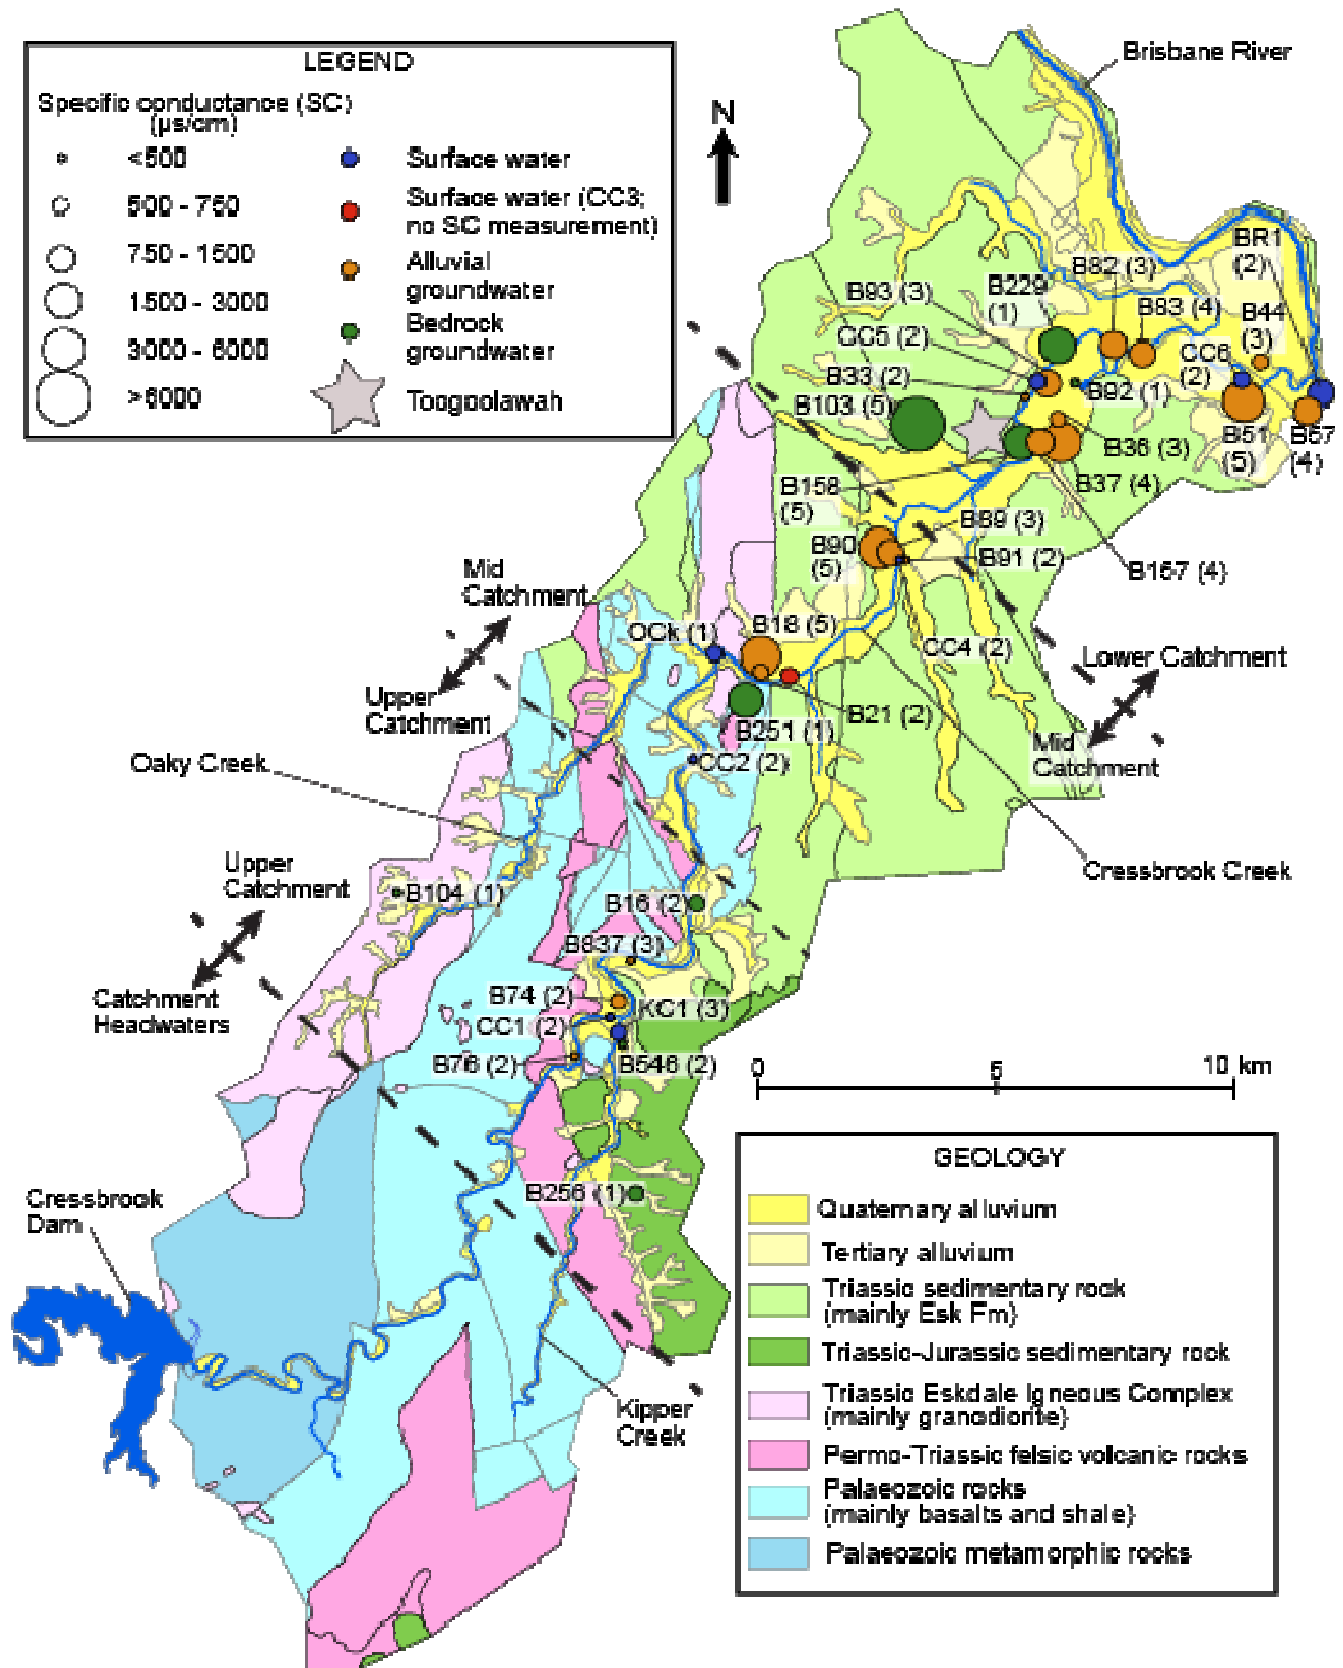 LEGEND
Specific conductance (SC)
(µs/cm)
<500
500 - 750
750 - 1500
1500 - 3000
3000 - 6000
>6000
Surface water
Surface water (CC3;
no SC measurement)
Alluvial
groundwater
Bedrock
groundwater
Toogoolawah
N
Brisbane River
BR1
(2)
B82 (3)
B229
(1)
B93 (3)
B83 (4)
B44
(3)
CC5 (2)
CC6
(2)
B33 (2)
B92 (1)
B103 (5)
B36 (3)
B51
(5)
B57
(4)
B37 (4)
B158
(5)
B89 (3)
B90
(5)
B91 (2)
B167 (4)
Mid
Catchment
Upper
Catchment
OCk (1)
B18 (5)
CC4 (2)
Lower Catchment
Mid
Catchment
B21 (2)
B251 (1)
CC2 (2)
Oaky Creek
Cressbrook Creek
Upper
Catchment
Catchment
Headwaters
B104 (1)
B16 (2)
B837 (3)
B74 (2)
KC1 (3)
CC1 (2)
B76 (2)
B546 (2)
0
5
10 km
B256 (1)
Cressbrook
Dam
Kipper
Creek
GEOLOGY
Quaternary alluvium
Tertiary alluvium
Triassic sedimentary rock
(mainly Esk Fm)
Triassic-Jurassic sedimentary rock
Triassic Eskdale Igneous Complex
(mainly granodiorite)
Permo-Triassic felsic volcanic rocks
Palaeozoic rocks
(mainly basalts and shale)
Palaeozoic metamorphic rocks